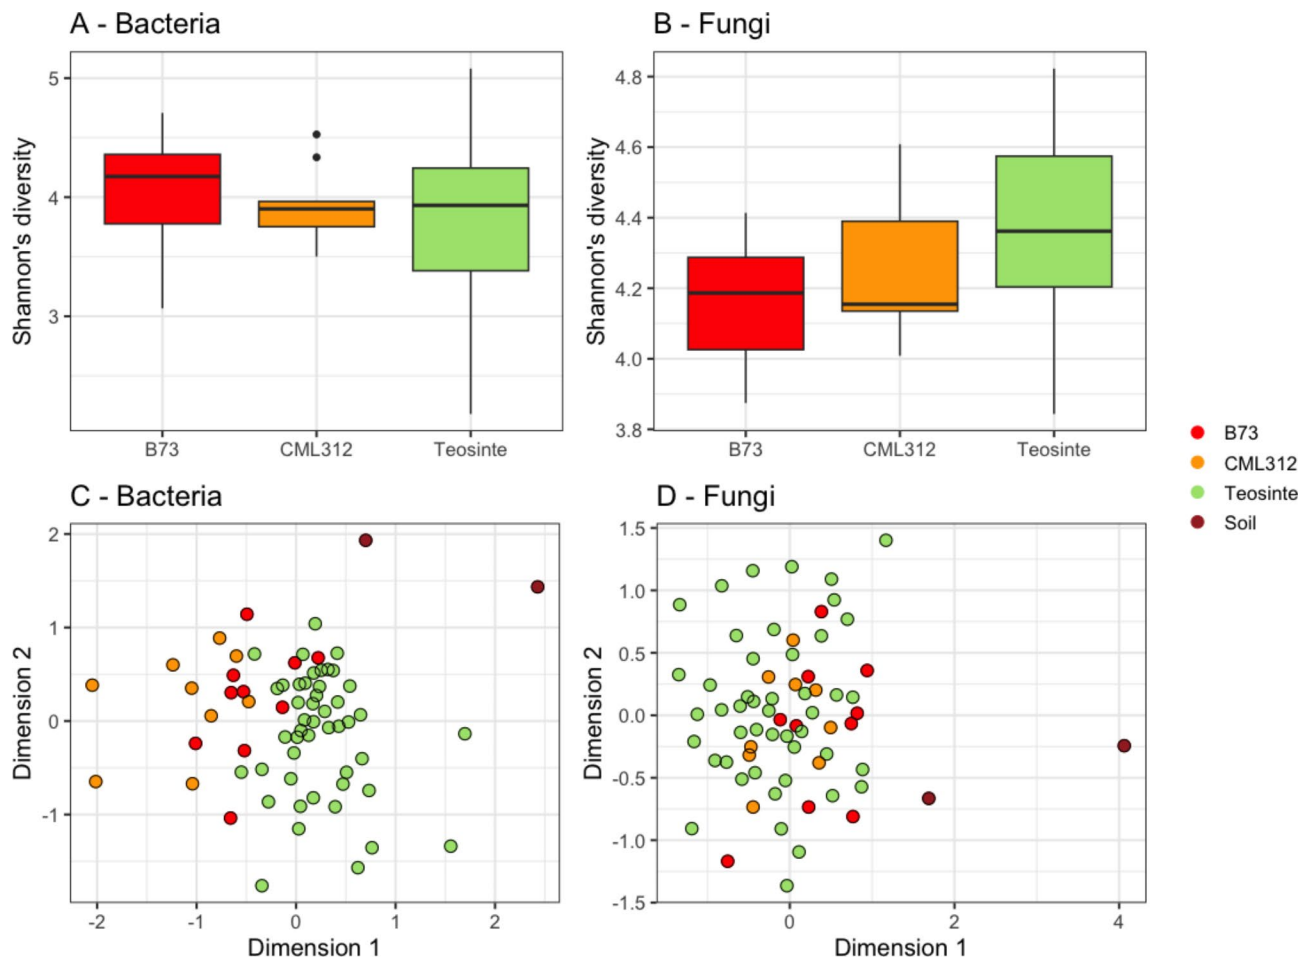 A - Bacteria
5
4
3
Shannon's diversity
B73 CML312 Teosinte
B - Fungi
4.8
4.6
4.4
4.2
4.0
3.8
Shannon's diversity
B73 CML312 Teosinte
B73
CML312
Teosinte
Soil
C - Bacteria
2
1
0
-1
Dimension 2
-2 -1 0 1 2
Dimension 1
D - Fungi
1.5
1.0
0.5
0.0
-0.5
-1.0
-1.5
Dimension 2
0 2 4
Dimension 1